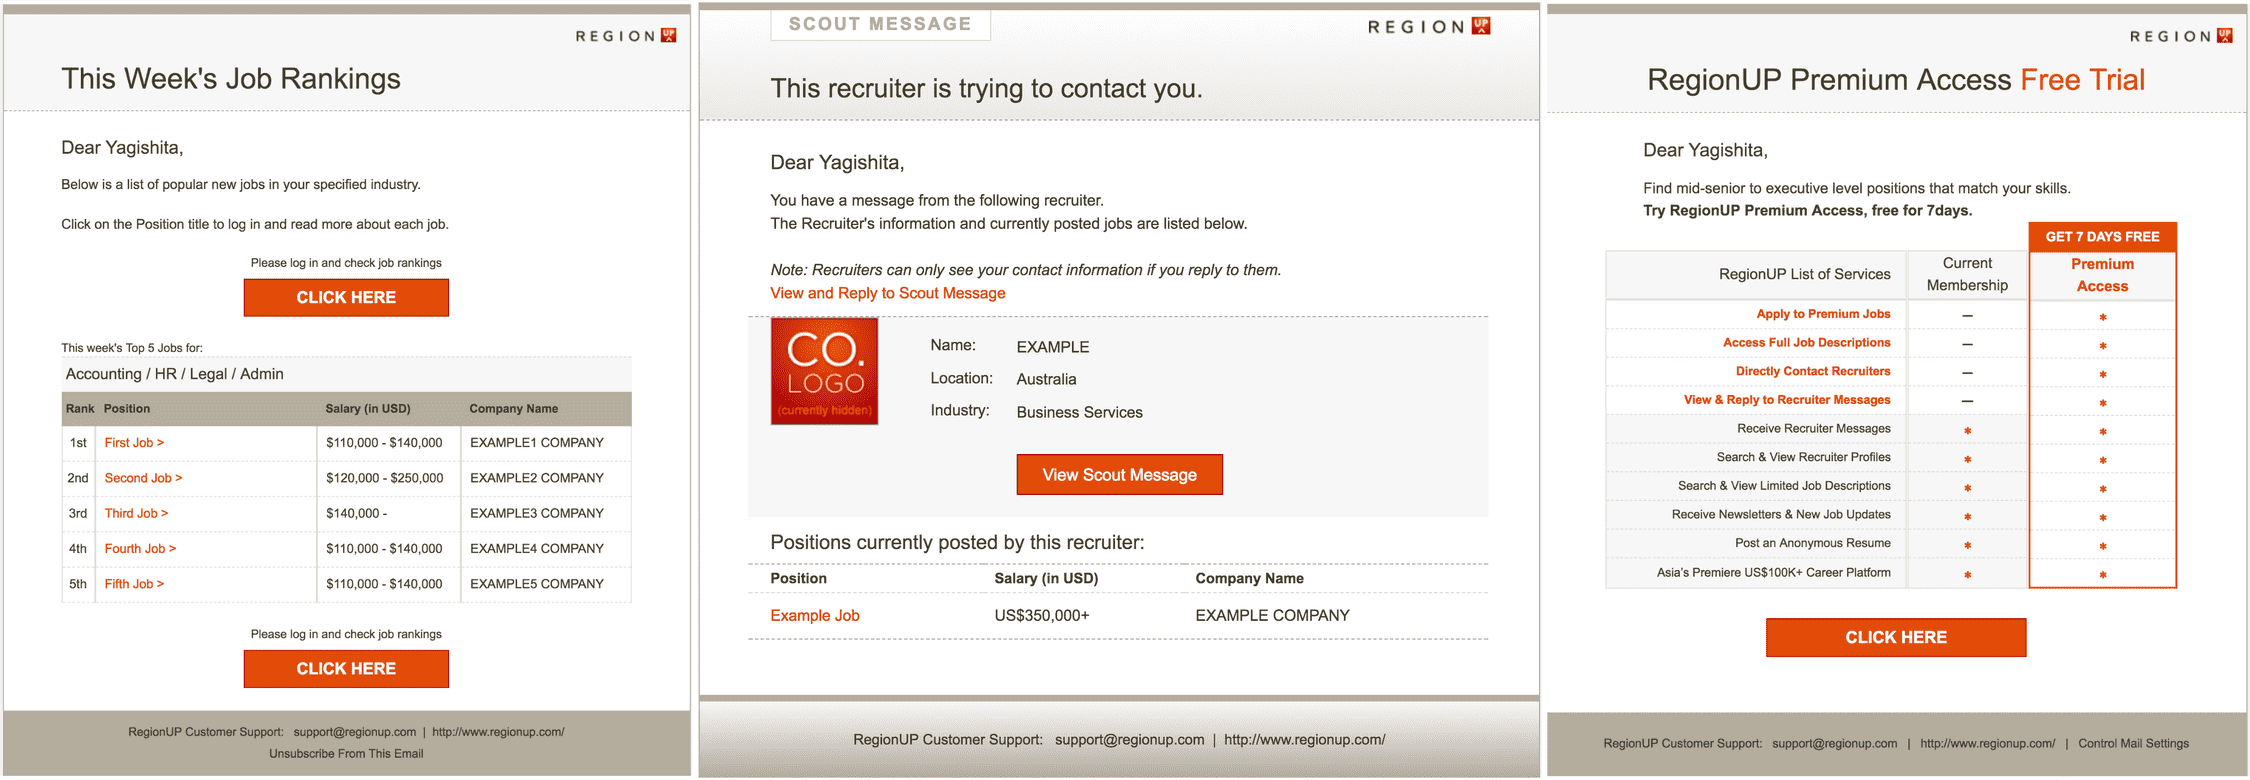 REGION UP
This Week's Job Rankings
Dear Yagishita,
Below is a list of popular new jobs in your specified industry.
Click on the Position title to log in and read more about each job.
Please log in and check job rankings
CLICK HERE
This week's Top 5 Jobs for:
Accounting / HR / Legal / Admin
Rank Position Salary (in USD) Company Name
1st First Job > $110,000 - $140,000 EXAMPLE1 COMPANY
2nd Second Job > $120,000 - $250,000 EXAMPLE2 COMPANY
3rd Third Job > $140,000 - EXAMPLE3 COMPANY
4th Fourth Job > $110,000 - $140,000 EXAMPLE4 COMPANY
5th Fifth Job > $110,000 - $140,000 EXAMPLE5 COMPANY
Please log in and check job rankings
CLICK HERE
RegionUP Customer Support: support@regionup.com | http://www.regionup.com/
Unsubscribe From This Email
SCOUT MESSAGE
REGION UP
This recruiter is trying to contact you.
Dear Yagishita,
You have a message from the following recruiter.
The Recruiter's information and currently posted jobs are listed below.
Note: Recruiters can only see your contact information if you reply to them.
View and Reply to Scout Message
CO.
LOGO
(currently hidden)
Name: EXAMPLE
Location: Australia
Industry: Business Services
View Scout Message
Positions currently posted by this recruiter:
Position Salary (in USD) Company Name
Example Job US$350,000+ EXAMPLE COMPANY
RegionUP Customer Support: support@regionup.com | http://www.regionup.com/
REGION UP
RegionUP Premium Access Free Trial
Dear Yagishita,
Find mid-senior to executive level positions that match your skills.
Try RegionUP Premium Access, free for 7days.
GET 7 DAYS FREE
RegionUP List of Services
Current
Membership
Premium
Access
Apply to Premium Jobs — *
Access Full Job Descriptions — *
Directly Contact Recruiters — *
View & Reply to Recruiter Messages — *
Receive Recruiter Messages * *
Search & View Recruiter Profiles * *
Search & View Limited Job Descriptions * *
Receive Newsletters & New Job Updates * *
Post an Anonymous Resume * *
Asia's Premiere US$100K+ Career Platform * *
CLICK HERE
RegionUP Customer Support: support@regionup.com | http://www.regionup.com/ | Control Mail Settings